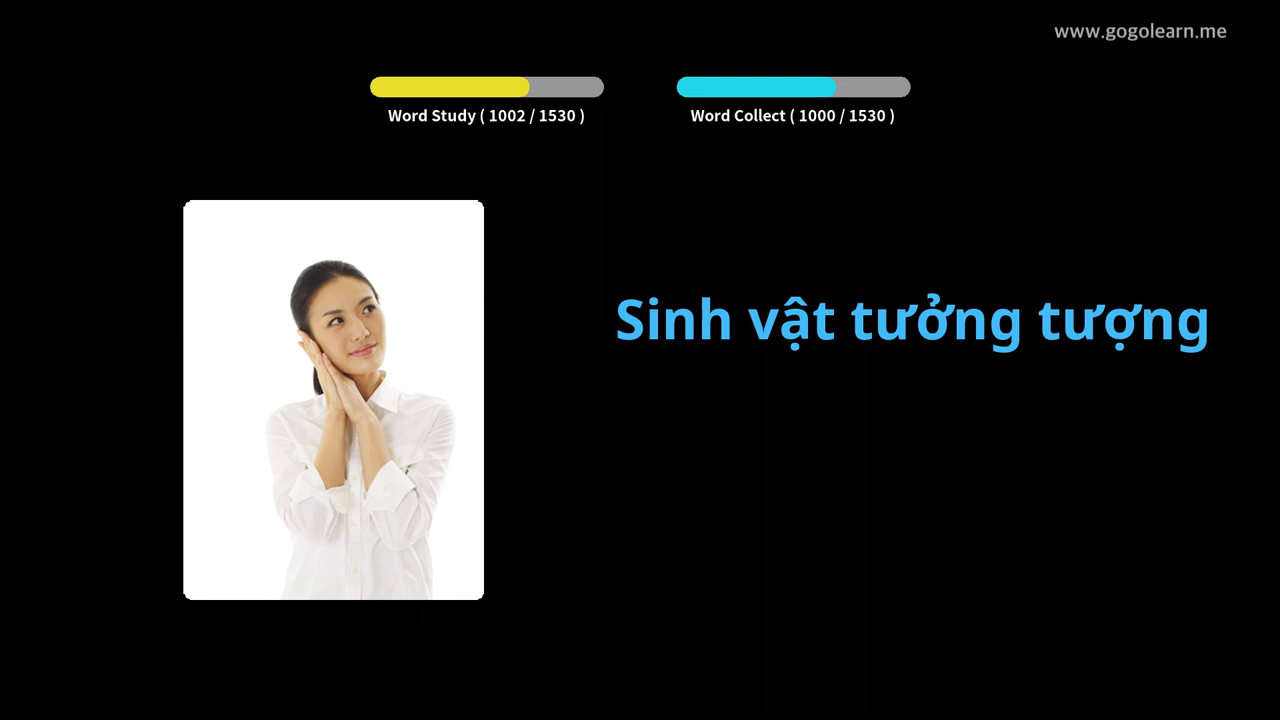 www.gogolearn.me
Word Study ( 1002 / 1530 )
Word Collect ( 1000 / 1530 )
Sinh vật tưởng tượng